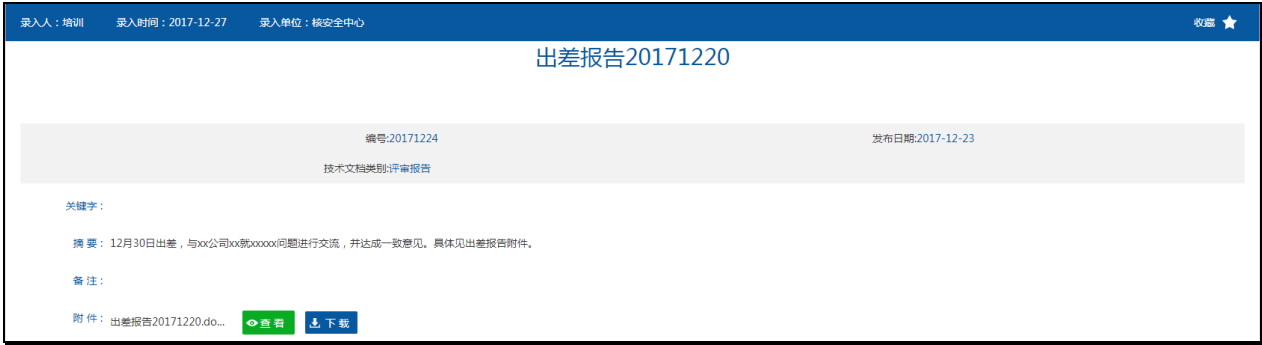 录入人：培训 录入时间：2017-12-27 录入单位：核安全中心 收藏
出差报告20171220
编号:20171224 发布日期:2017-12-23
技术文档类别:评审报告
关键字：
摘 要： 12月30日出差，与xx公司xx就xxxxx问题进行交流，并达成一致意见。具体见出差报告附件。
备 注：
附 件： 出差报告20171220.do... 查 看 下 载